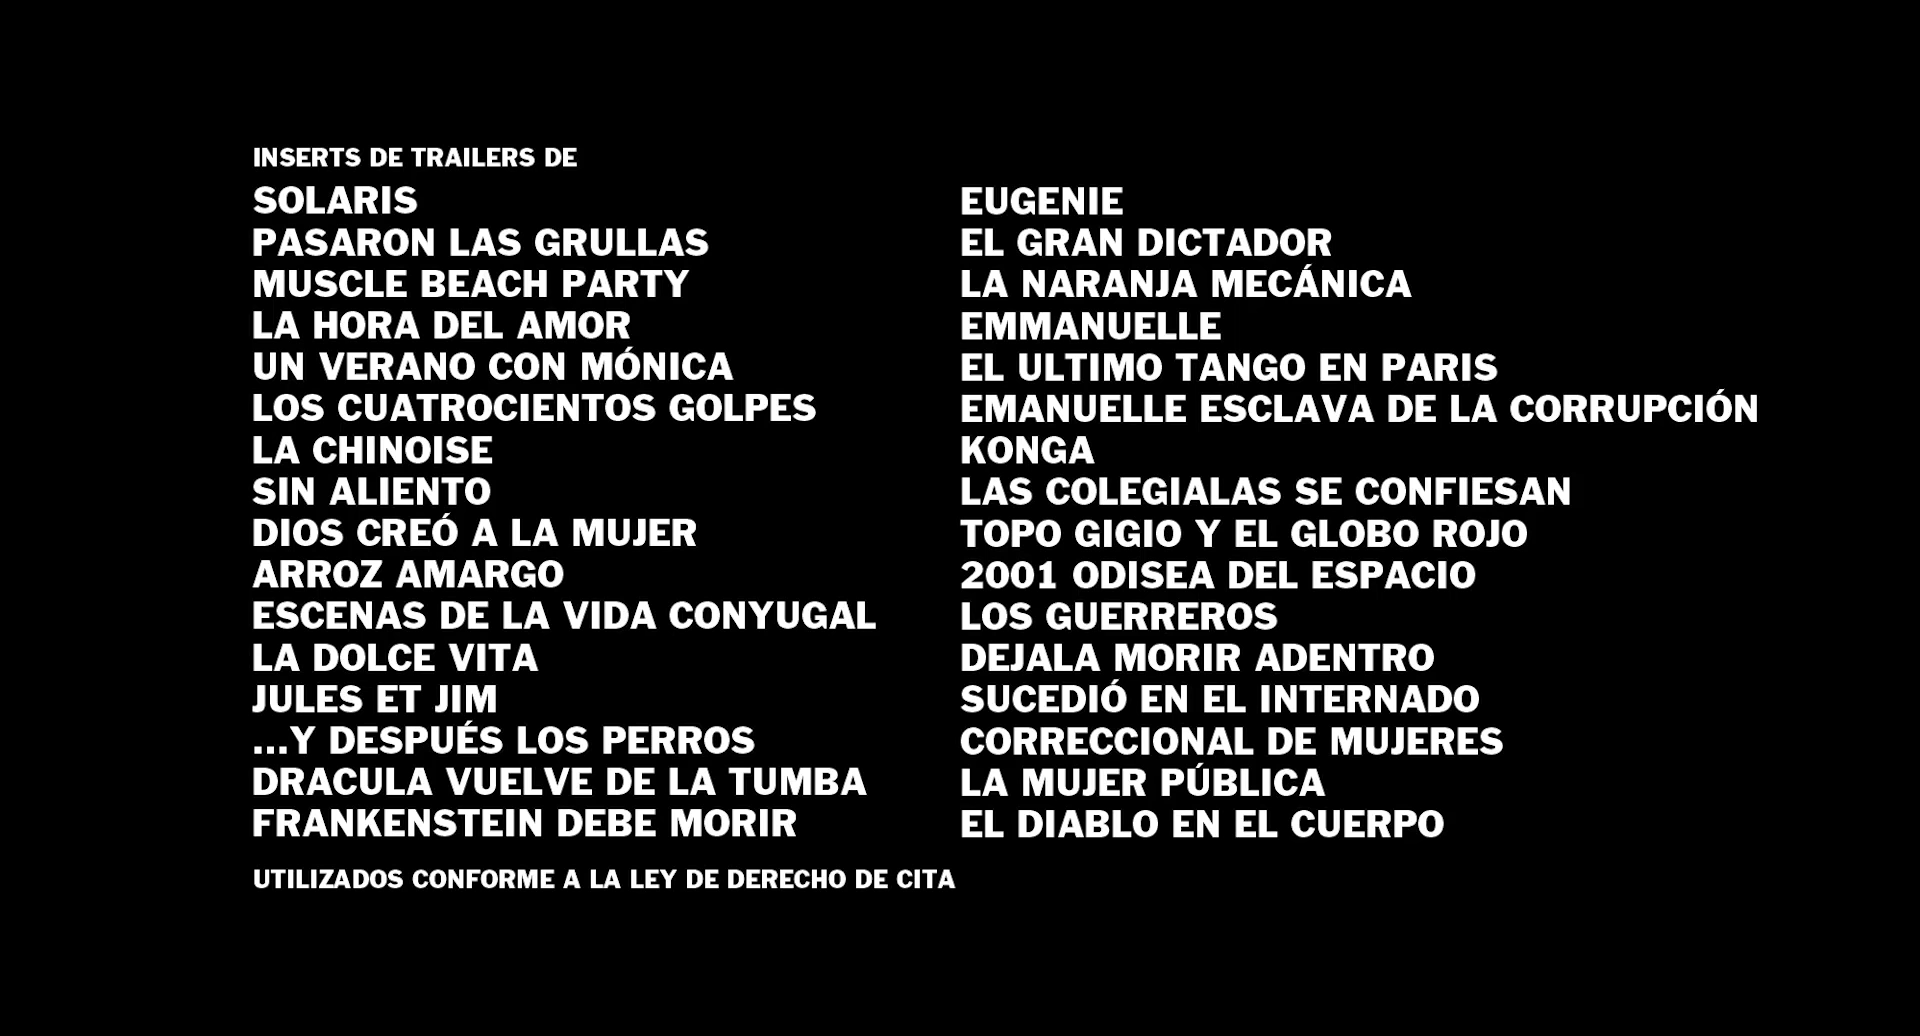 INSERTS DE TRAILERS DE
SOLARIS
PASARON LAS GRULLAS
MUSCLE BEACH PARTY
LA HORA DEL AMOR
UN VERANO CON MÓNICA
LOS CUATROCIENTOS GOLPES
LA CHINOISE
SIN ALIENTO
DIOS CREÓ A LA MUJER
ARROZ AMARGO
ESCENAS DE LA VIDA CONYUGAL
LA DOLCE VITA
JULES ET JIM
...Y DESPUÉS LOS PERROS
DRACULA VUELVE DE LA TUMBA
FRANKENSTEIN DEBE MORIR
EUGENIE
EL GRAN DICTADOR
LA NARANJA MECÁNICA
EMMANUELLE
EL ULTIMO TANGO EN PARIS
EMANUELLE ESCLAVA DE LA CORRUPCIÓN
KONGA
LAS COLEGIALAS SE CONFIESAN
TOPO GIGIO Y EL GLOBO ROJO
2001 ODISEA DEL ESPACIO
LOS GUERREROS
DEJALA MORIR ADENTRO
SUCEDIÓ EN EL INTERNADO
CORRECCIONAL DE MUJERES
LA MUJER PÚBLICA
EL DIABLO EN EL CUERPO
UTILIZADOS CONFORME A LA LEY DE DERECHO DE CITA